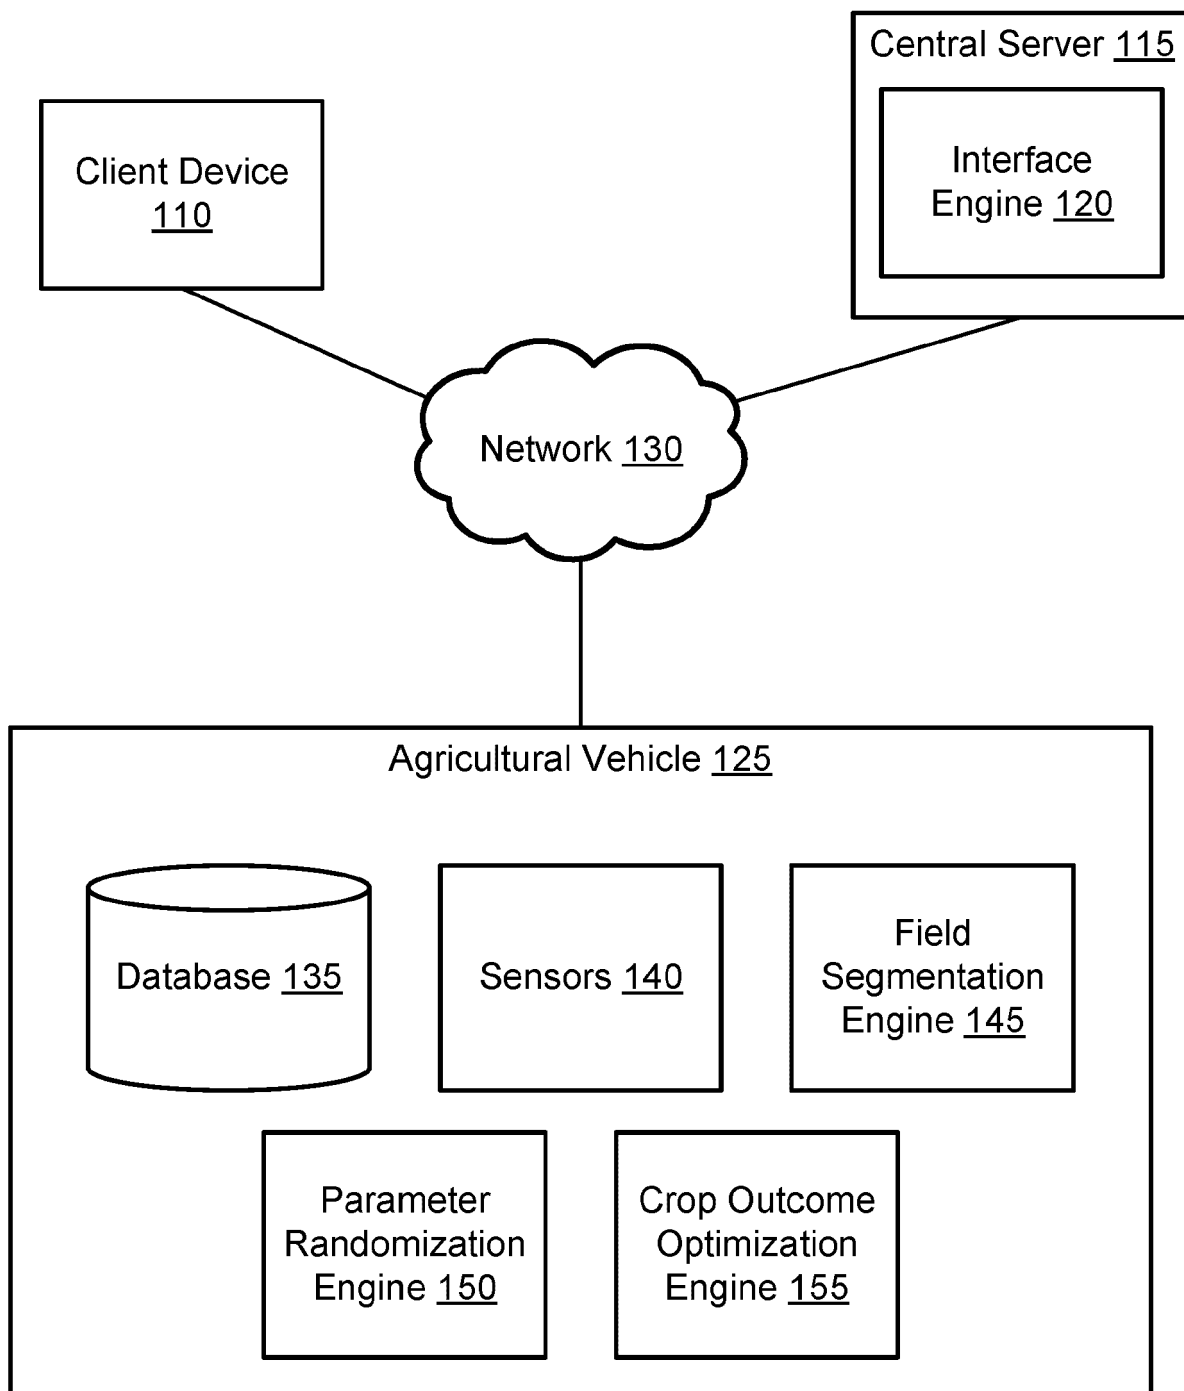 Central Server 115
Interface
Engine 120
Client Device
110
Network 130
Agricultural Vehicle 125
Database 135
Sensors 140
Field
Segmentation
Engine 145
Parameter
Randomization
Engine 150
Crop Outcome
Optimization
Engine 155